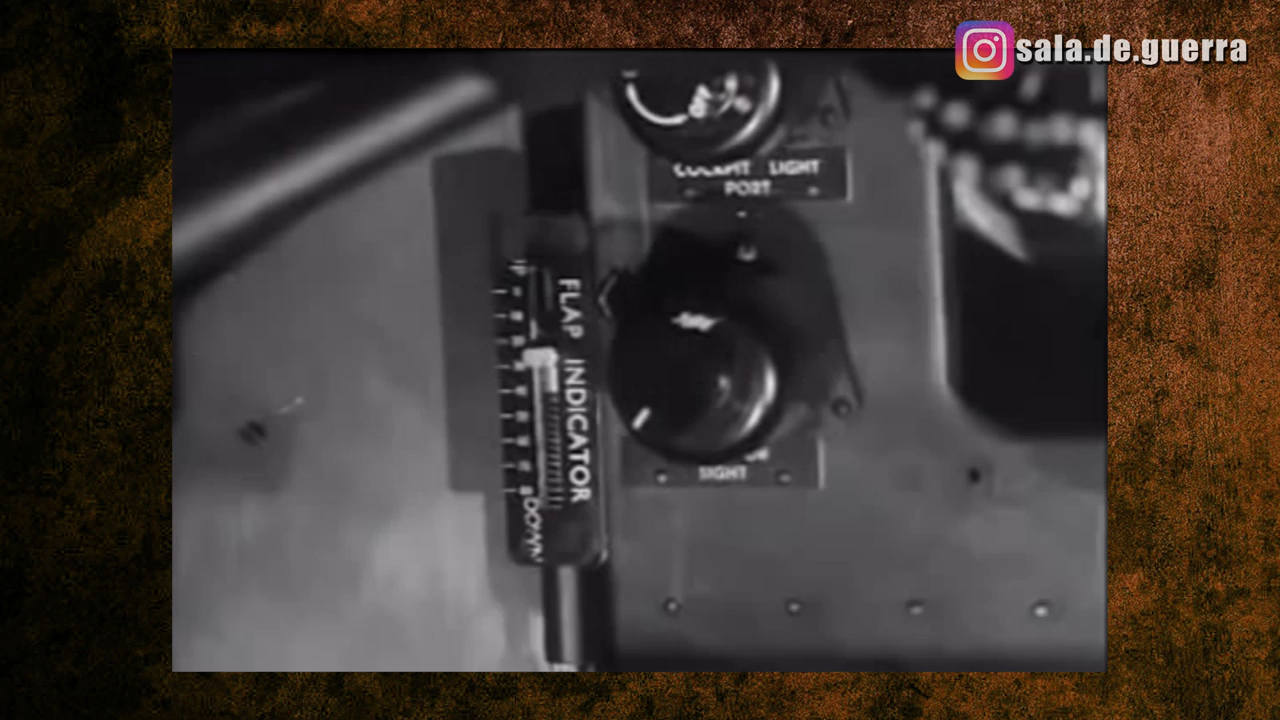 sala.de.guerra
COCKPIT LIGHT
PORT
FLAP INDICATOR
SIGHT
DOWN